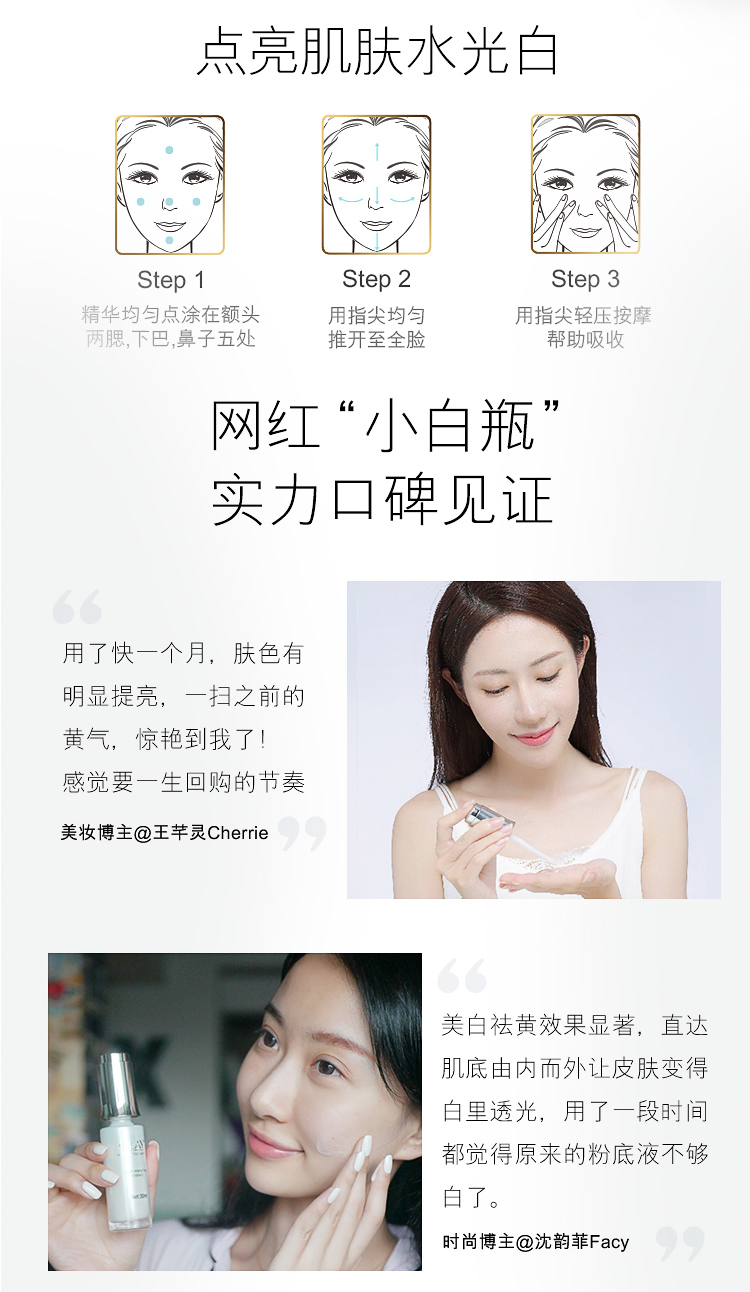 点亮肌肤水光白
Step 1
精华均匀点涂在额头
两腮,下巴,鼻子五处
Step 2
用指尖均匀
推开至全脸
Step 3
用指尖轻压按摩
帮助吸收
网红“小白瓶”
实力口碑见证
用了快一个月，肤色有
明显提亮，一扫之前的
黄气，惊艳到我了！
感觉要一生回购的节奏
美妆博主@王芊灵Cherrie
美白祛黄效果显著，直达
肌底由内而外让皮肤变得
白里透光，用了一段时间
都觉得原来的粉底液不够
白了。
时尚博主@沈韵菲Facy